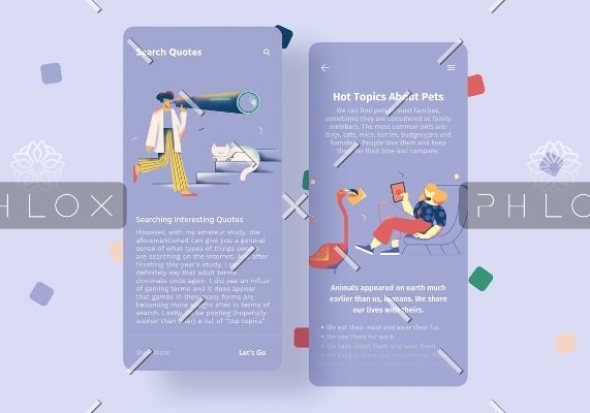 Search Quotes
Searching Interesting Quotes
However, with my amateur study, the
aforementioned can give you a general
sense of what types of things people
are searching on the internet. And after
finishing this year's study, I
definitely say that adult terms
dominate once again. I did see an influx
of gaming terms and it does appear
that games in their many forms are
becoming more sought after in terms of
search. Lastly, be posting (hopefully
sooner than later) a list of "top topics"
Show More
Let's Go
Hot Topics About Pets
We can find pets in most families,
sometimes they are considered as family
members. The most common pets are
dogs, cats, mice, turtles, budgerigars and
hamsters. People love them and keep
them for their love and company.
Animals appeared on earth much
earlier than us, humans. We share
our lives with theirs.
• We eat their meat and wear their fur.
• We use them for work.
• We care about them and save them.
HLOX
PHLO